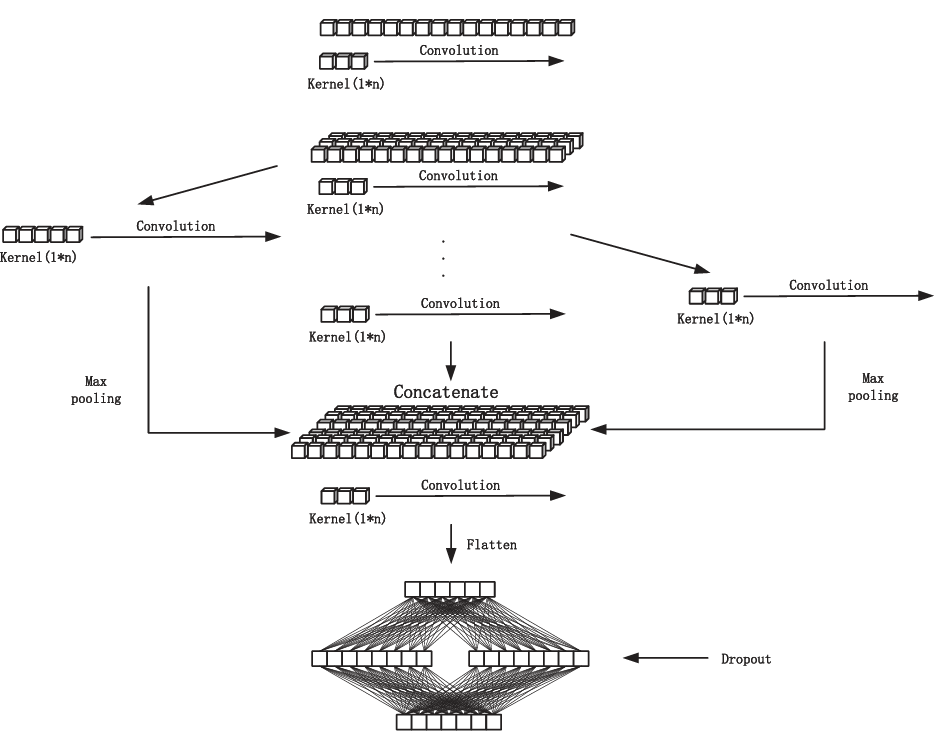 Convolution
Kernel(1*n)
Convolution
Kernel(1*n)
Convolution
Kernel(1*n)
Convolution
Kernel(1*n)
Convolution
Kernel(1*n)
Max
pooling
Max
pooling
Concatenate
Convolution
Kernel(1*n)
Flatten
Dropout